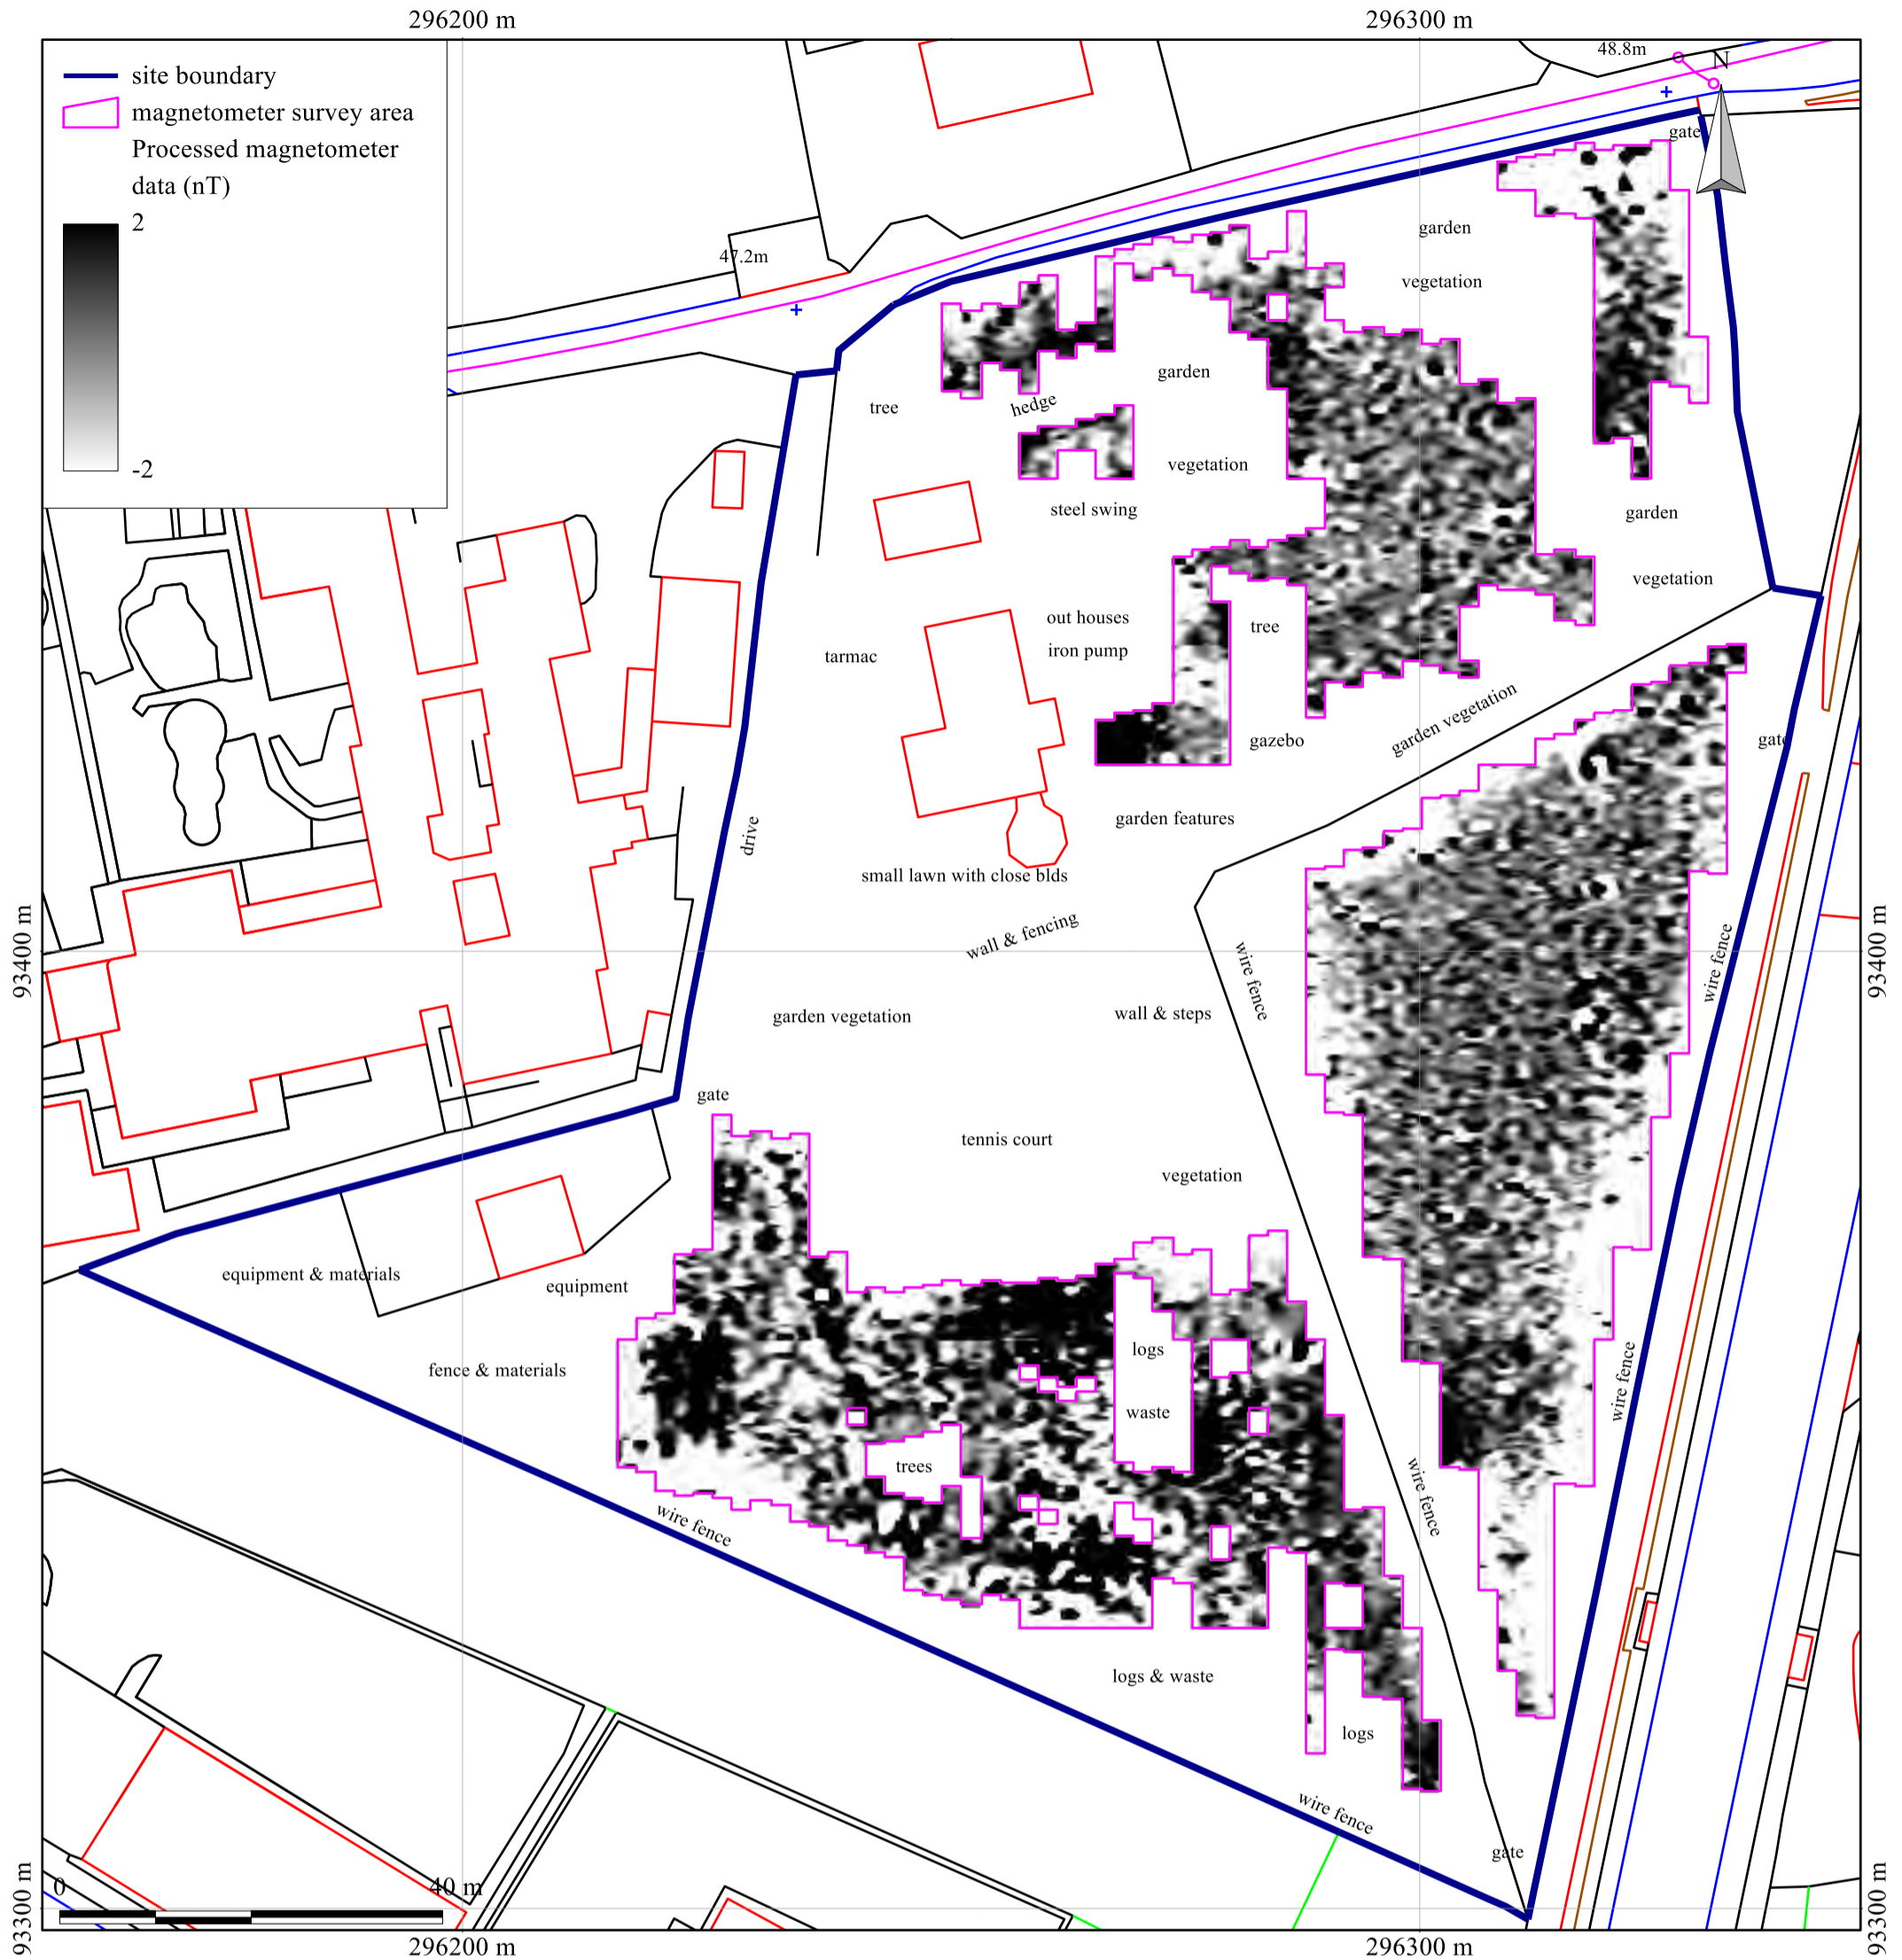 296200 m
296300 m
48.8m
N
site boundary
magnetometer survey area
Processed magnetometer
data (nT)
2
-2
gate
garden
47.2m
vegetation
garden
tree
hedge
vegetation
steel swing
garden
vegetation
out houses
tree
iron pump
tarmac
garden vegetation
gazebo
gate
garden features
drive
small lawn with close blds
wall & fencing
93400 m
93400 m
wire fence
wire fence
garden vegetation
wall & steps
gate
tennis court
vegetation
equipment & materials
equipment
logs
fence & materials
wire fence
waste
trees
wire fence
wire fence
logs & waste
logs
wire fence
gate
0
40 m
93300 m
93300 m
296200 m
296300 m